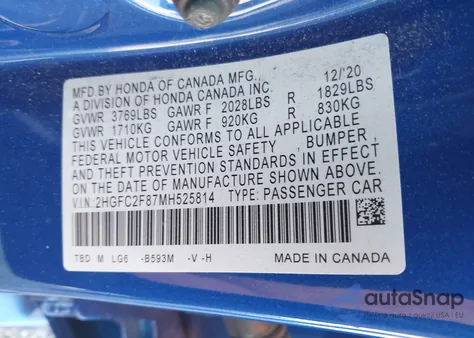 MFD.BY HONDA OF CANADA MFG., 12/'20
A DIVISION OF HONDA CANADA INC.
GVWR 3769LBS GAWR F 2028LBS R 1829LBS
GVWR 1710KG GAWR F 920KG R 830KG
THIS VEHICLE CONFORMS TO ALL APPLICABLE
FEDERAL MOTOR VEHICLE SAFETY, BUMPER,
AND THEFT PREVENTION STANDARDS IN EFFECT
ON THE DATE OF MANUFACTURE SHOWN ABOVE.
VIN:2HGFC2F87MH525814 TYPE:PASSENGER CAR
TBD M LG6 -B593M -V-H MADE IN CANADA
autoSnap